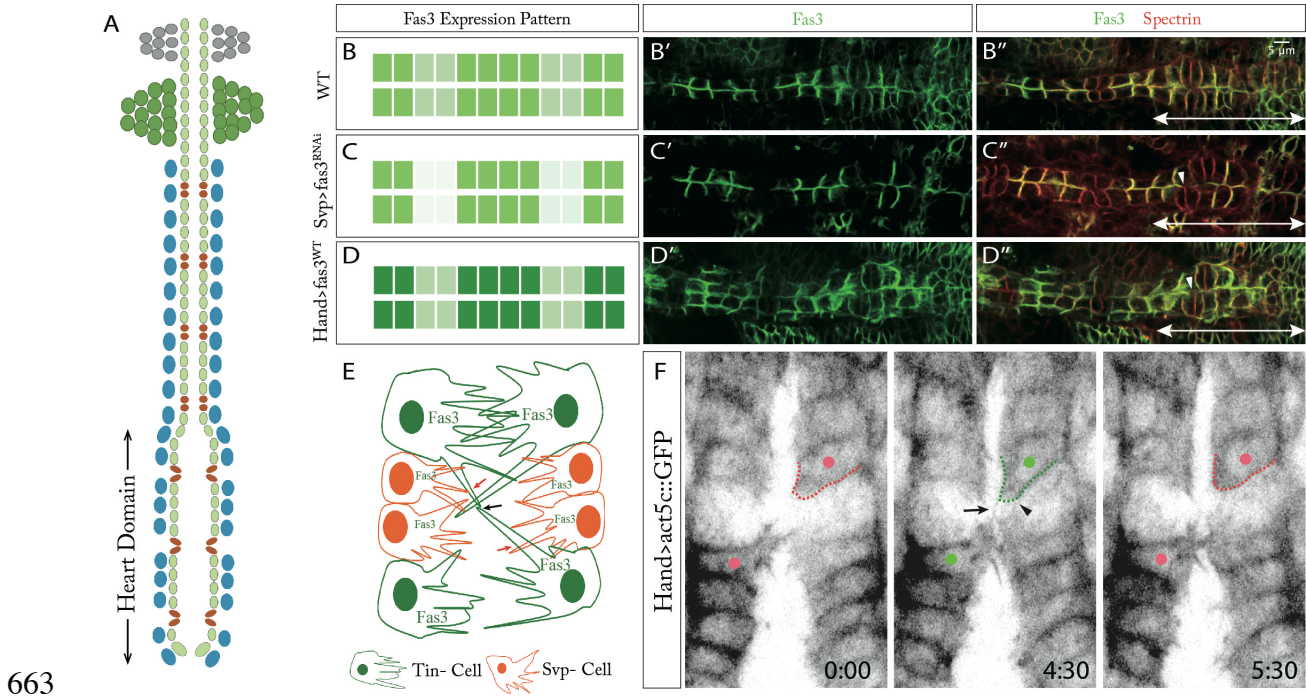 A
Fas3 Expression Pattern
Fas3
Fas3 Spectrin
WT
B
B′
B″
5 µm
Svp>fas3RNAi
C
C′
C″
Hand>fas3WT
D
D′
D″
Heart Domain
E
Fas3
Fas3
Fas3
Fas3
Fas3
Fas3
Fas3
Fas3
Tin- Cell
Svp- Cell
F
Hand>act5c::GFP
0:00
4:30
5:30
663